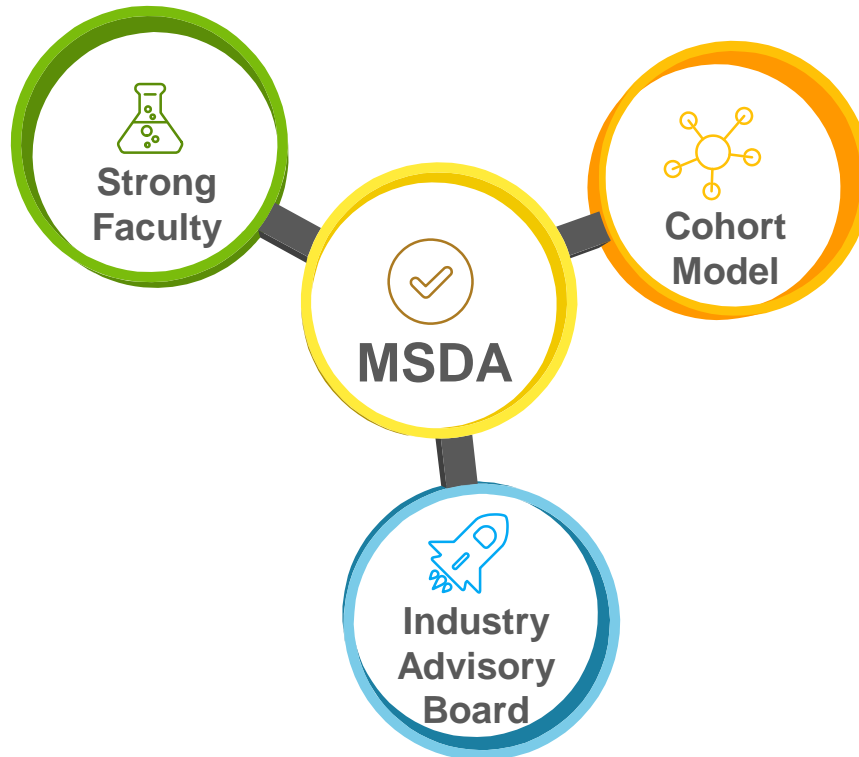 Strong
Faculty
Cohort
Model
MSDA
Industry
Advisory
Board